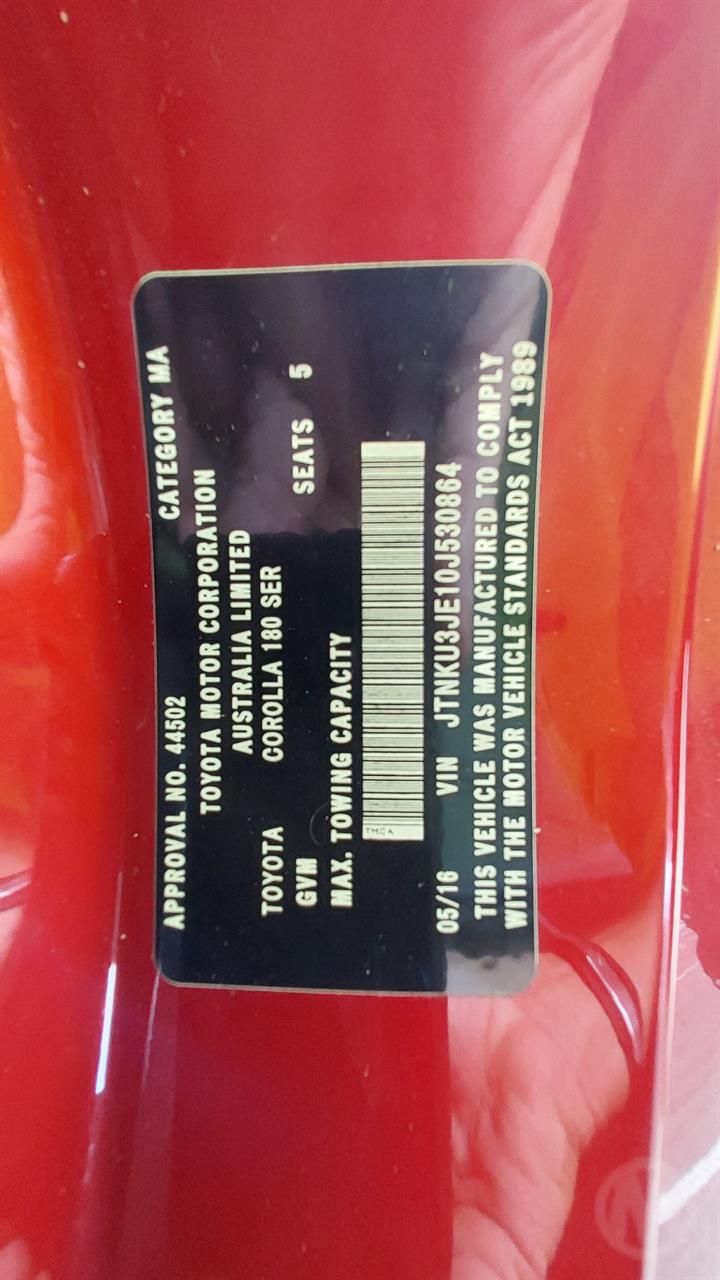 APPROVAL NO. 44502 CATEGORY MA
TOYOTA MOTOR CORPORATION
AUSTRALIA LIMITED
TOYOTA COROLLA 180 SER
GVM SEATS 5
MAX. TOWING CAPACITY
TMCA
05/16 VIN JTNKU3JE10J530864
THIS VEHICLE WAS MANUFACTURED TO COMPLY
WITH THE MOTOR VEHICLE STANDARDS ACT 1989